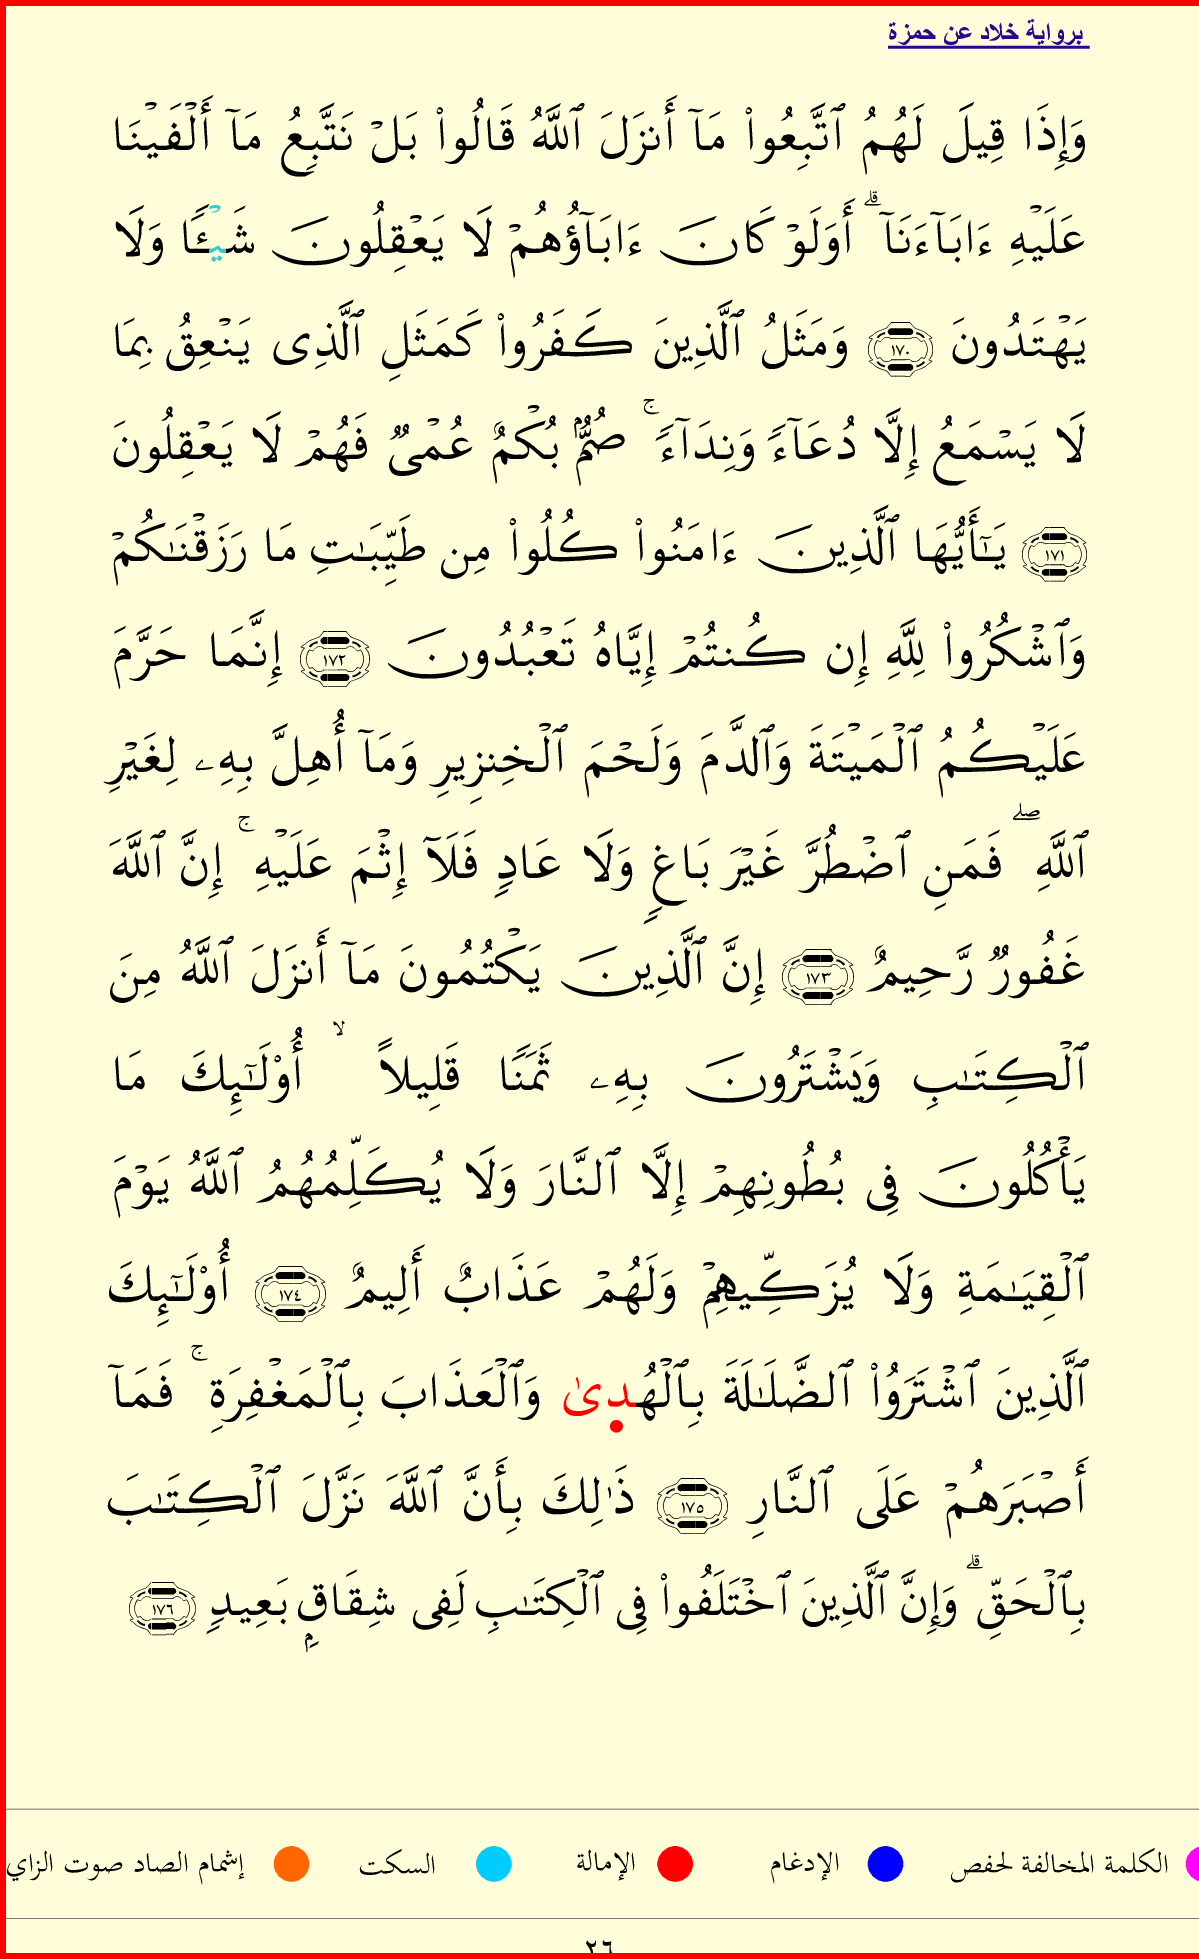 برواية خلاد عن حمزة
وَإِذَا قِيلَ لَهُمُ ٱتَّبِعُوا۟ مَآ أَنزَلَ ٱللَّهُ قَالُوا۟ بَلْ نَتَّبِعُ مَآ أَلْفَيْنَا
عَلَيْهِ ءَابَآءَنَآ ۗ أَوَلَوْ كَانَ ءَابَآؤُهُمْ لَا يَعْقِلُونَ شَيْـًٔا وَلَا
يَهْتَدُونَ ١٧٠ وَمَثَلُ ٱلَّذِينَ كَفَرُوا۟ كَمَثَلِ ٱلَّذِى يَنْعِقُ بِمَا
لَا يَسْمَعُ إِلَّا دُعَآءً وَنِدَآءً ۚ صُمٌّۢ بُكْمٌ عُمْىٌ فَهُمْ لَا يَعْقِلُونَ
١٧١ يَـٰٓأَيُّهَا ٱلَّذِينَ ءَامَنُوا۟ كُلُوا۟ مِن طَيِّبَـٰتِ مَا رَزَقْنَـٰكُمْ
وَٱشْكُرُوا۟ لِلَّهِ إِن كُنتُمْ إِيَّاهُ تَعْبُدُونَ ١٧٢ إِنَّمَا حَرَّمَ
عَلَيْكُمُ ٱلْمَيْتَةَ وَٱلدَّمَ وَلَحْمَ ٱلْخِنزِيرِ وَمَآ أُهِلَّ بِهِۦ لِغَيْرِ
ٱللَّهِ ۖ فَمَنِ ٱضْطُرَّ غَيْرَ بَاغٍ وَلَا عَادٍ فَلَآ إِثْمَ عَلَيْهِ ۚ إِنَّ ٱللَّهَ
غَفُورٌ رَّحِيمٌ ١٧٣ إِنَّ ٱلَّذِينَ يَكْتُمُونَ مَآ أَنزَلَ ٱللَّهُ مِنَ
ٱلْكِتَـٰبِ وَيَشْتَرُونَ بِهِۦ ثَمَنًا قَلِيلاً ۙ أُو۟لَـٰٓئِكَ مَا
يَأْكُلُونَ فِى بُطُونِهِمْ إِلَّا ٱلنَّارَ وَلَا يُكَلِّمُهُمُ ٱللَّهُ يَوْمَ
ٱلْقِيَـٰمَةِ وَلَا يُزَكِّيهِمْ وَلَهُمْ عَذَابٌ أَلِيمٌ ١٧٤ أُو۟لَـٰٓئِكَ
ٱلَّذِينَ ٱشْتَرَوُا۟ ٱلضَّلَـٰلَةَ بِٱلْهُدِىٰ وَٱلْعَذَابَ بِٱلْمَغْفِرَةِ ۚ فَمَآ
أَصْبَرَهُمْ عَلَى ٱلنَّارِ ١٧٥ ذَٰلِكَ بِأَنَّ ٱللَّهَ نَزَّلَ ٱلْكِتَـٰبَ
بِٱلْحَقِّ ۗ وَإِنَّ ٱلَّذِينَ ٱخْتَلَفُوا۟ فِى ٱلْكِتَـٰبِ لَفِى شِقَاقٍۭ بَعِيدٍ ١٧٦
الكلمة المخالفة لحفص الإدغام الإمالة السكت إشمام الصاد صوت الزاي
٢٦